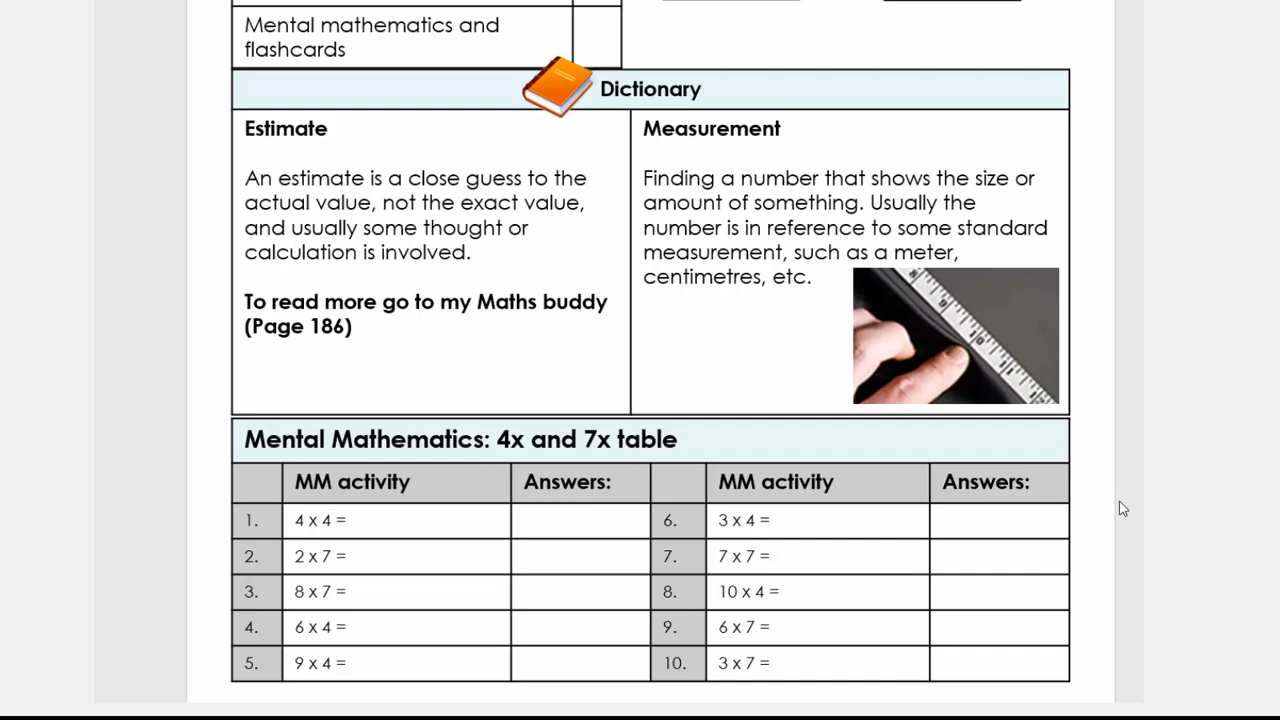 Mental mathematics and
flashcards
Dictionary
Estimate
An estimate is a close guess to the
actual value, not the exact value,
and usually some thought or
calculation is involved.
To read more go to my Maths buddy
(Page 186)
Measurement
Finding a number that shows the size or
amount of something. Usually the
number is in reference to some standard
measurement, such as a meter,
centimetres, etc.
Mental Mathematics: 4x and 7x table
MM activity Answers: MM activity Answers:
1. 4 x 4 = 6. 3 x 4 =
2. 2 x 7 = 7. 7 x 7 =
3. 8 x 7 = 8. 10 x 4 =
4. 6 x 4 = 9. 6 x 7 =
5. 9 x 4 = 10. 3 x 7 =